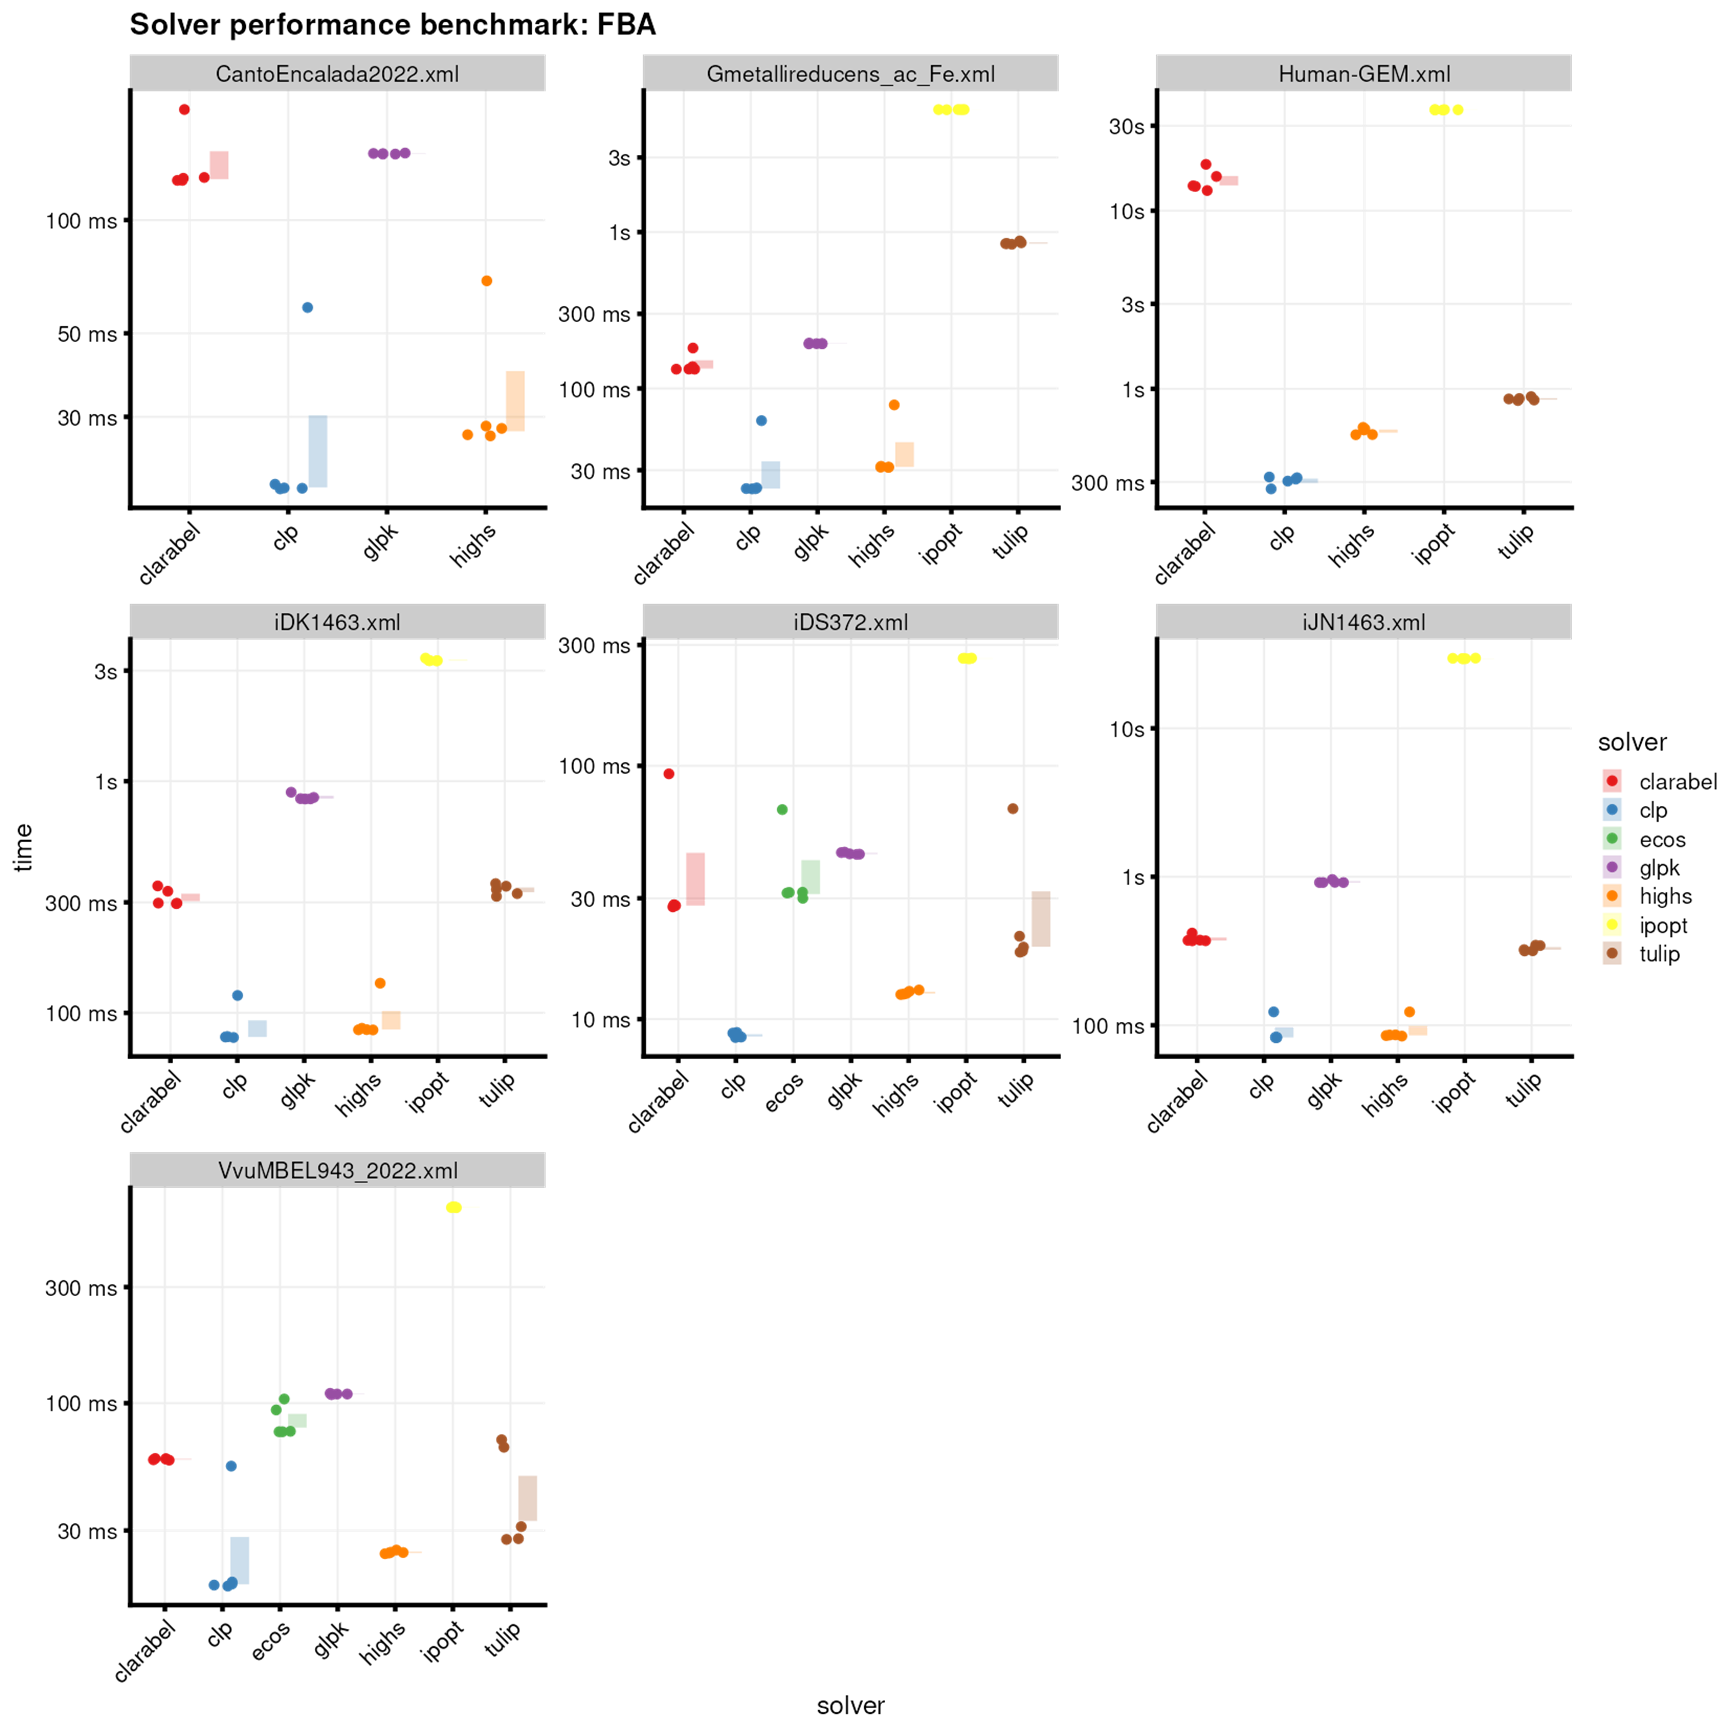 Solver performance benchmark: FBA
CantoEncalada2022.xml
100 ms
50 ms
30 ms
clarabel
clp
glpk
highs
Gmetallireducens_ac_Fe.xml
3s
1s
300 ms
100 ms
30 ms
clarabel
clp
glpk
highs
ipopt
tulip
Human-GEM.xml
30s
10s
3s
1s
300 ms
clarabel
clp
highs
ipopt
tulip
time
iDK1463.xml
3s
1s
300 ms
100 ms
clarabel
clp
glpk
highs
ipopt
tulip
iDS372.xml
300 ms
100 ms
30 ms
10 ms
clarabel
clp
ecos
glpk
highs
ipopt
tulip
iJN1463.xml
10s
1s
100 ms
clarabel
clp
glpk
highs
ipopt
tulip
solver
clarabel
clp
ecos
glpk
highs
ipopt
tulip
VvuMBEL943_2022.xml
300 ms
100 ms
30 ms
clarabel
clp
ecos
glpk
highs
ipopt
tulip
solver